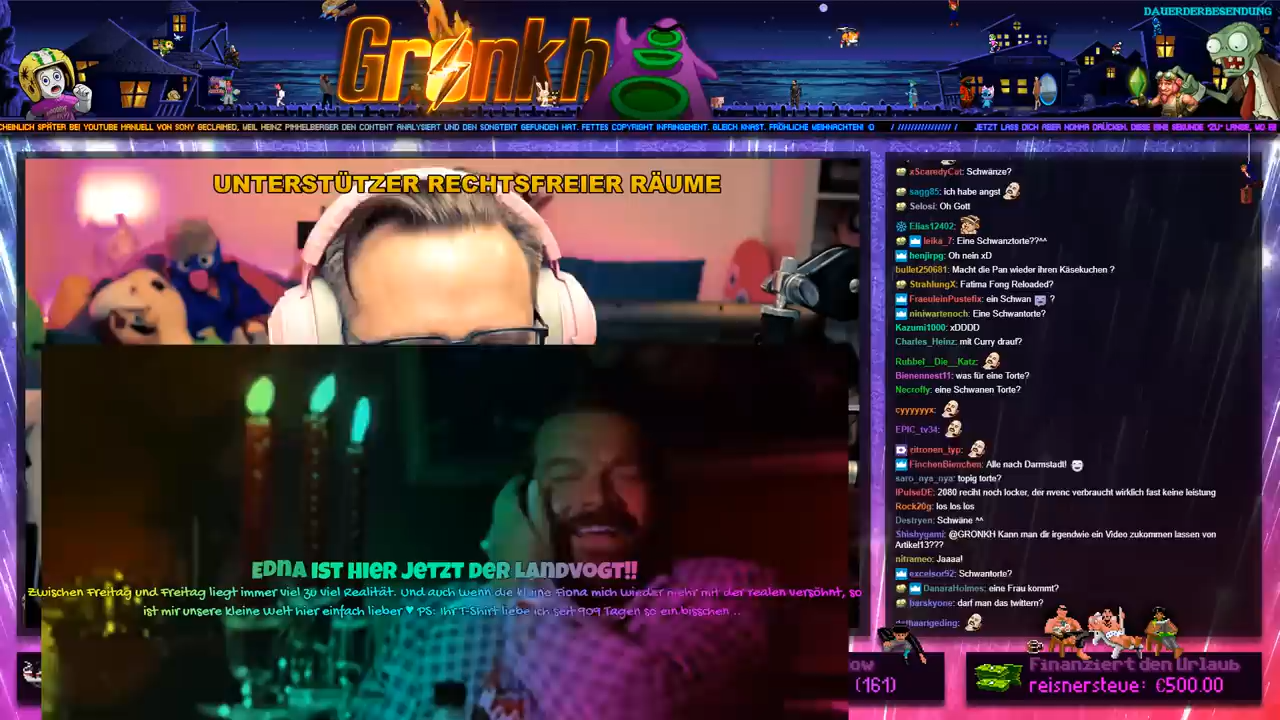 DAUERDERBESENDUNG
Gronkh
CHEINLICH SPÄTER BEI YOUTUBE MANUELL VON SONY GECLAIMED, WEIL HEINZ PIMMELBERGER DEN CONTENT ANALYSIERT UND DEN SONGTEXT GEFUNDEN HAT. FETTES COPYRIGHT INFRINGEMENT. GLEICH KNAST. FRÖHLICHE WEIHNACHTEN! :O / //////////////// / JETZT LASS DICH ABER NOMMA DRÜCKEN, DIESE EINE SEKUNDE *ZU* LANGE, WO ES
UNTERSTÜTZER RECHTSFREIER RÄUME
xScaredyCat: Schwänze?
sagg85: ich habe angst
Selosi: Oh Gott
Elias12402:
leika_7: Eine Schwanztorte??^^
henjirpg: Oh nein xD
bullet250681: Macht die Pan wieder ihren Käsekuchen ?
StrahlungX: Fatima Fong Reloaded?
FraeuleinPustefix: ein Schwan ?
niniwartenoch: Eine Schwantorte?
Kazumi1000: xDDDD
Charles_Heinz: mit Curry drauf?
Rubbel__Die__Katz:
Bienennest11: was für eine Torte?
Necrofly: eine Schwanen Torte?
cyyyyyyx:
EPIC_tv34:
zitronen_typ:
FinchenBienchen: Alle nach Darmstadt!
saro_nya_nya: topig torte?
IPulseDE: 2080 reciht noch locker, der nvenc verbraucht wirklich fast keine leistung
Rock20g: los los los
Destryen: Schwäne ^^
Shishygami: @GRONKH Kann man dir irgendwie ein Video zukommen lassen von
Artikel13???
nitrameo: Jaaaa!
excelsor92: Schwantorte?
DanaraHolmes: eine Frau kommt?
barskyone: darf man das twittern?
EDNA IST HIER JETZT DER LANDVOGT!!
Zwischen Freitag und Freitag liegt immer viel zu viel Realität. Und auch wenn die kleine Fiona mich wieder mehr mit der realen versöhnt, so
ist mir unsere kleine Welt hier einfach lieber ♥ PS: Ihr T-Shirt liebe ich seit 909 Tagen so ein bisschen ..
ow
(161)
Finanziert den Urlaub
reisnersteve: €500.00